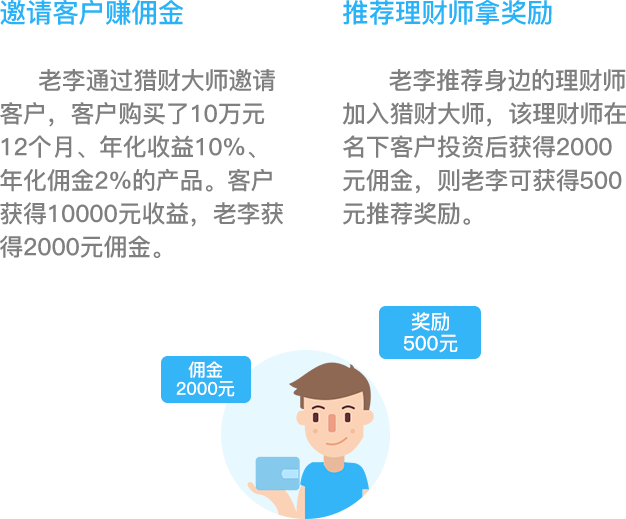 邀请客户赚佣金
老李通过猎财大师邀请
客户，客户购买了10万元
12个月、年化收益10%、
年化佣金2%的产品。客户
获得10000元收益，老李获
得2000元佣金。
推荐理财师拿奖励
老李推荐身边的理财师
加入猎财大师，该理财师在
名下客户投资后获得2000
元佣金，则老李可获得500
元推荐奖励。
奖励
500元
佣金
2000元